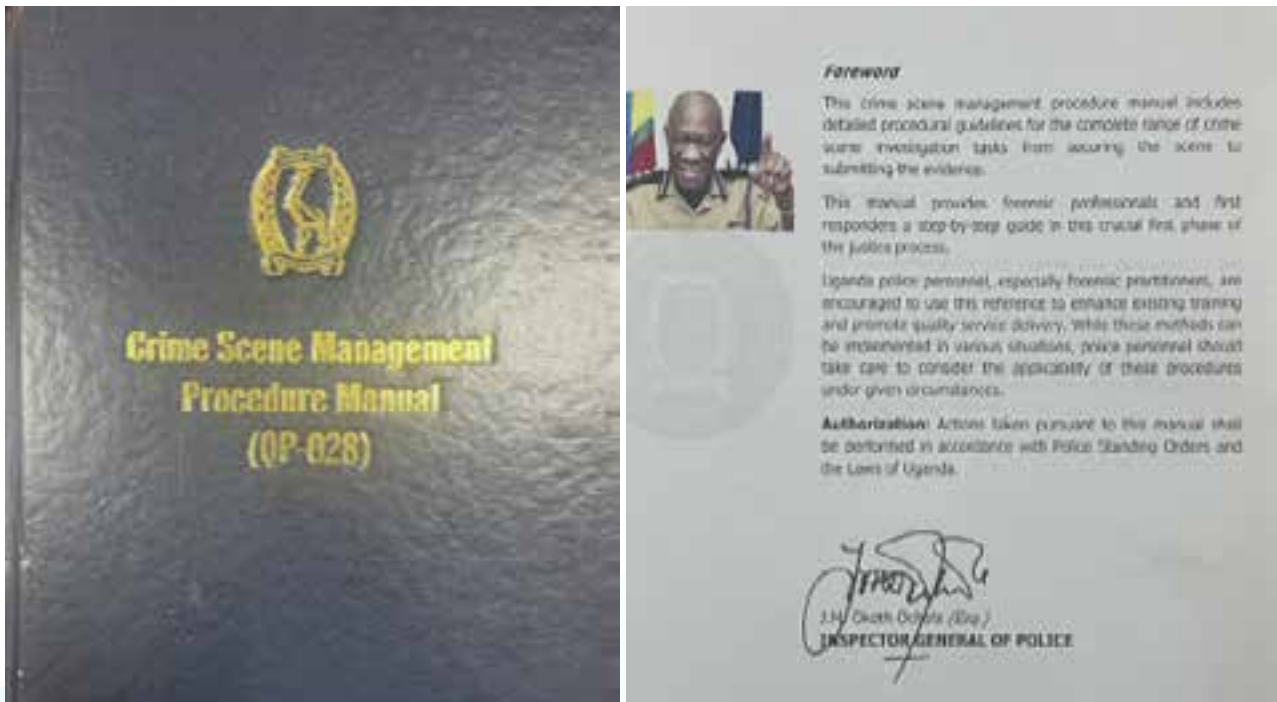 Crime Scene Management
Procedure Manual
(OP-028)
Foreword
This crime scene management procedure manual includes
detailed procedural guidelines for the complete range of crime
scene investigation tasks from securing the scene to
submitting the evidence.
This manual provides forensic professionals and first
responders a step-by-step guide in this crucial first phase of
the justice process.
Uganda police personnel, especially forensic practitioners, are
encouraged to use this reference to enhance existing training
and promote quality service delivery. While these methods can
be implemented in various situations, police personnel should
take care to consider the applicability of these procedures
under given circumstances.
Authorization: Actions taken pursuant to this manual shall
be performed in accordance with Police Standing Orders and
the Laws of Uganda.
J.M. Okoth Ochola (Esq.)
INSPECTOR GENERAL OF POLICE